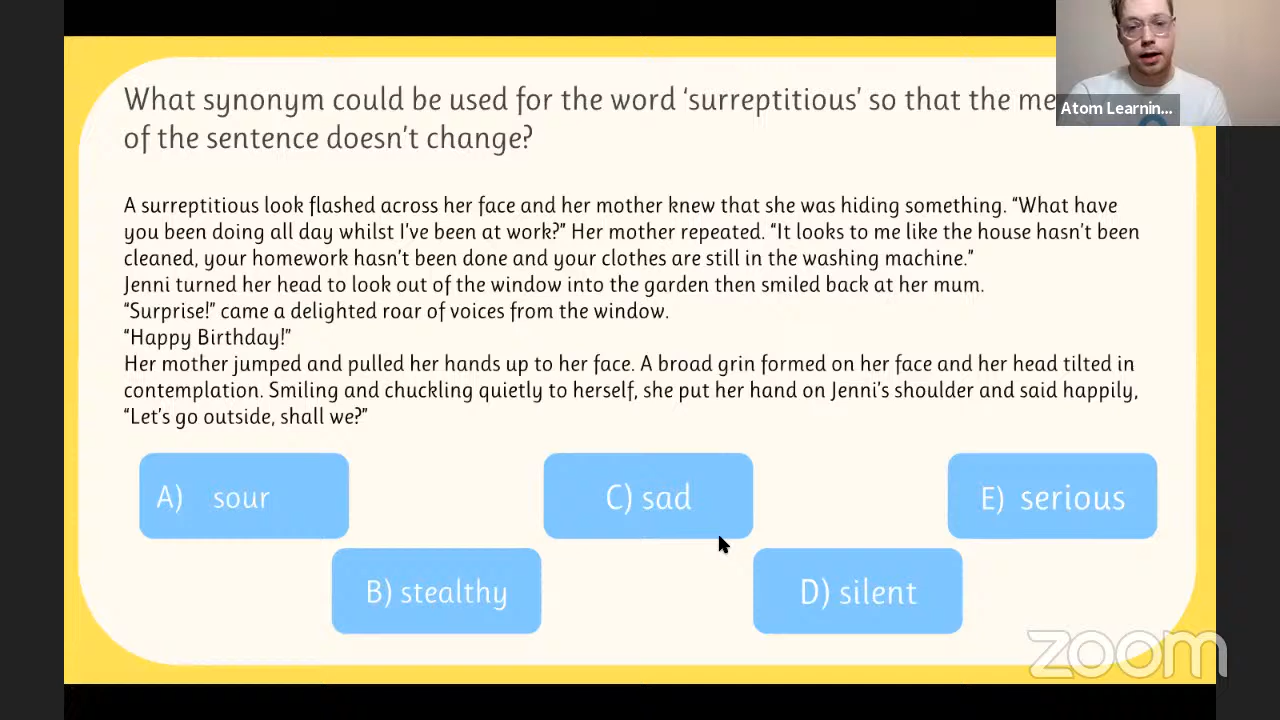 What synonym could be used for the word ‘surreptitious’ so that the me
of the sentence doesn’t change?
Atom Learnin...
A surreptitious look flashed across her face and her mother knew that she was hiding something. “What have
you been doing all day whilst I've been at work?” Her mother repeated. “It looks to me like the house hasn’t been
cleaned, your homework hasn’t been done and your clothes are still in the washing machine.”
Jenni turned her head to look out of the window into the garden then smiled back at her mum.
“Surprise!” came a delighted roar of voices from the window.
“Happy Birthday!”
Her mother jumped and pulled her hands up to her face. A broad grin formed on her face and her head tilted in
contemplation. Smiling and chuckling quietly to herself, she put her hand on Jenni’s shoulder and said happily,
“Let’s go outside, shall we?”
A) sour
C) sad
E) serious
B) stealthy
D) silent
zoom